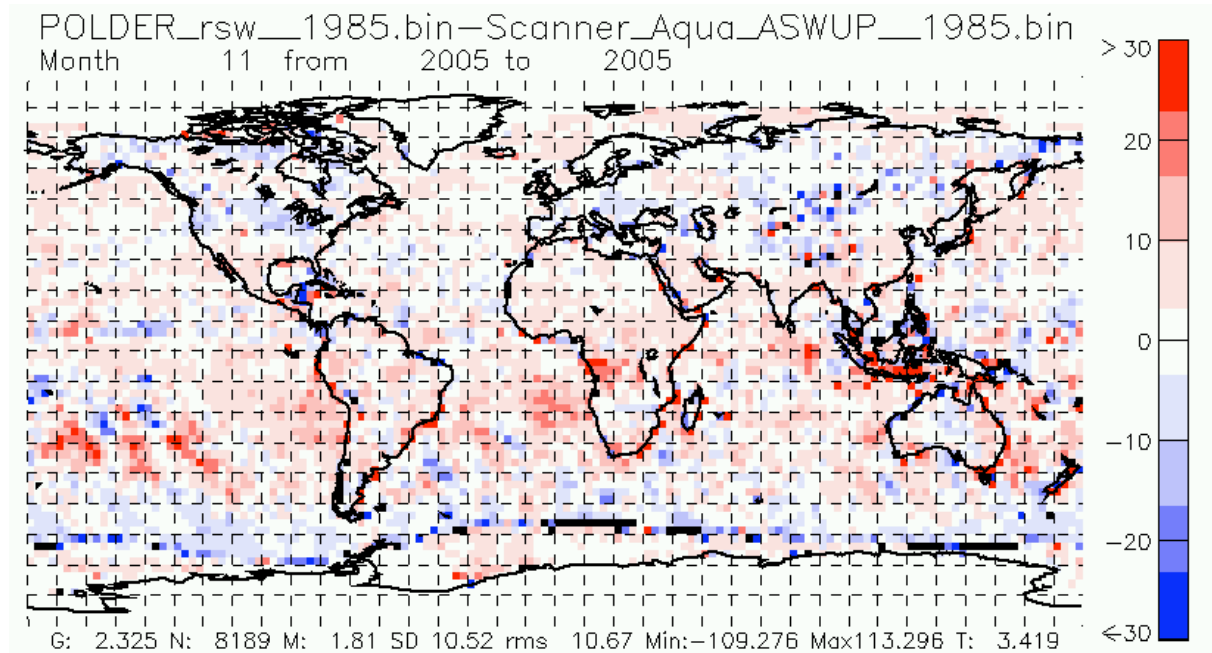 POLDER_rsw__1985.bin-Scanner_Aqua_ASWUP__1985.bin
Month 11 from 2005 to 2005
>30
20
10
0
-10
-20
<30
G: 2.325 N: 8189 M: 1.81 SD 10.52 rms 10.67 Min:-109.276 Max113.296 T: 3.419